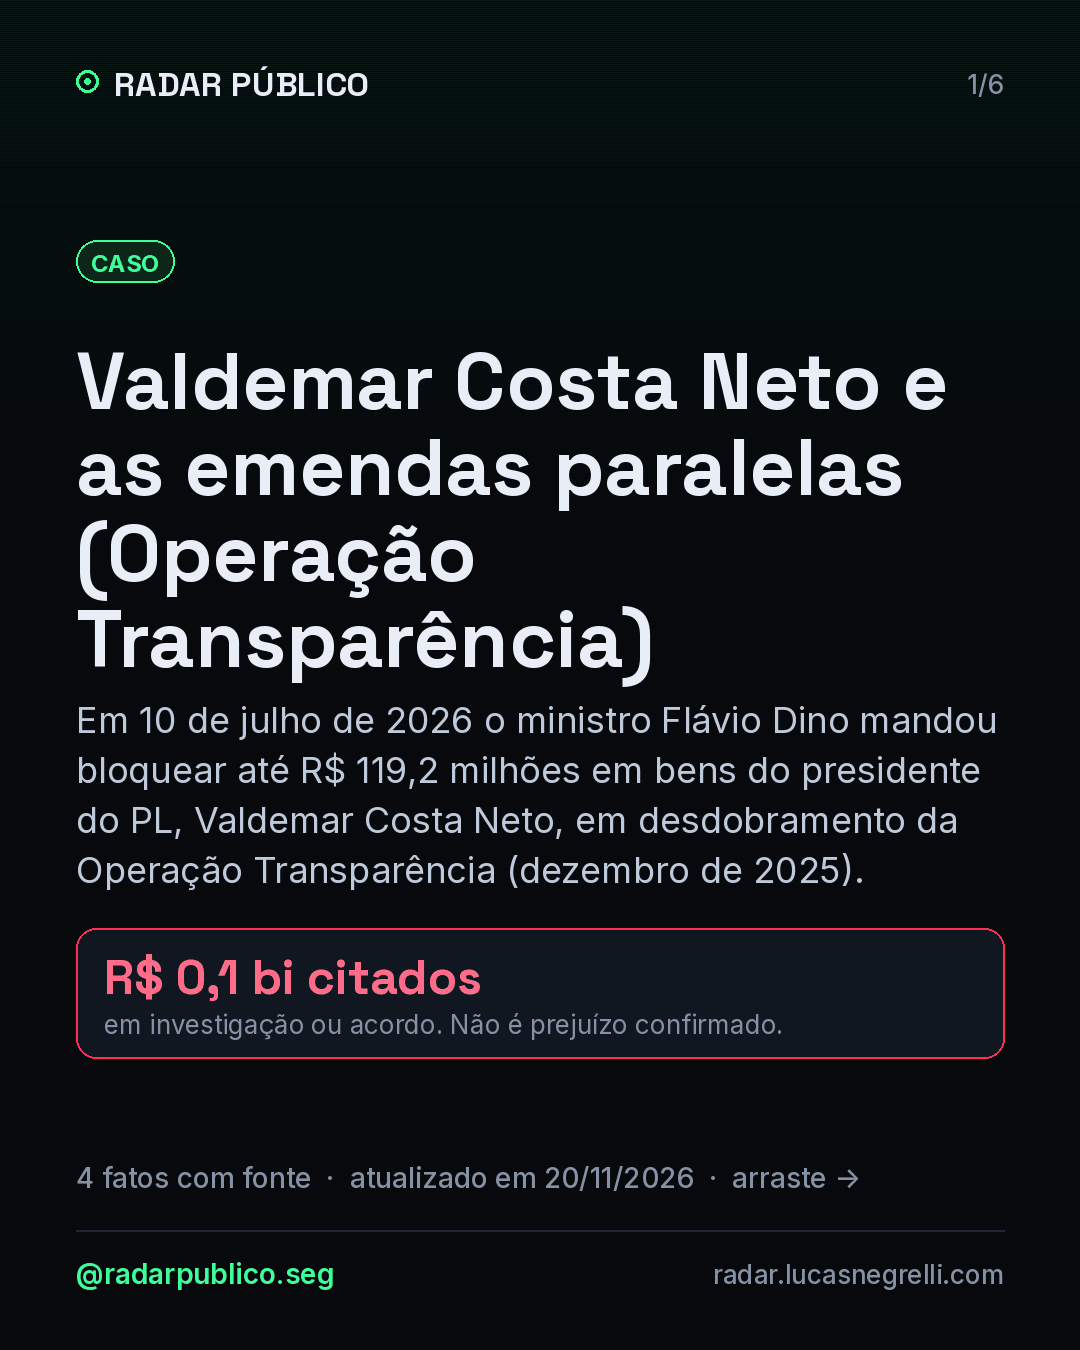 RADAR PÚBLICO
1/6
CASO
Valdemar Costa Neto e
as emendas paralelas
(Operação
Transparência)
Em 10 de julho de 2026 o ministro Flávio Dino mandou
bloquear até R$ 119,2 milhões em bens do presidente
do PL, Valdemar Costa Neto, em desdobramento da
Operação Transparência (dezembro de 2025).
R$ 0,1 bi citados
em investigação ou acordo. Não é prejuízo confirmado.
4 fatos com fonte · atualizado em 20/11/2026 · arraste →
@radarpublico.seg
radar.lucasnegrelli.com